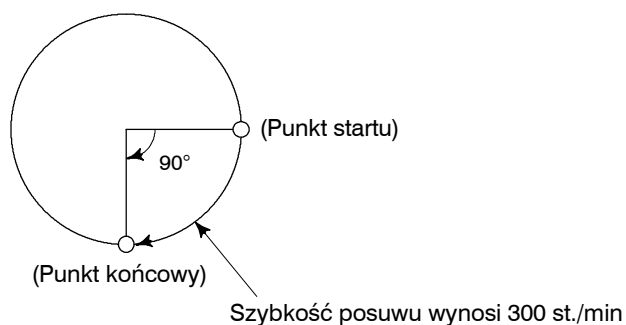 (Punkt startu)
90°
(Punkt końcowy)
Szybkość posuwu wynosi 300 st./min